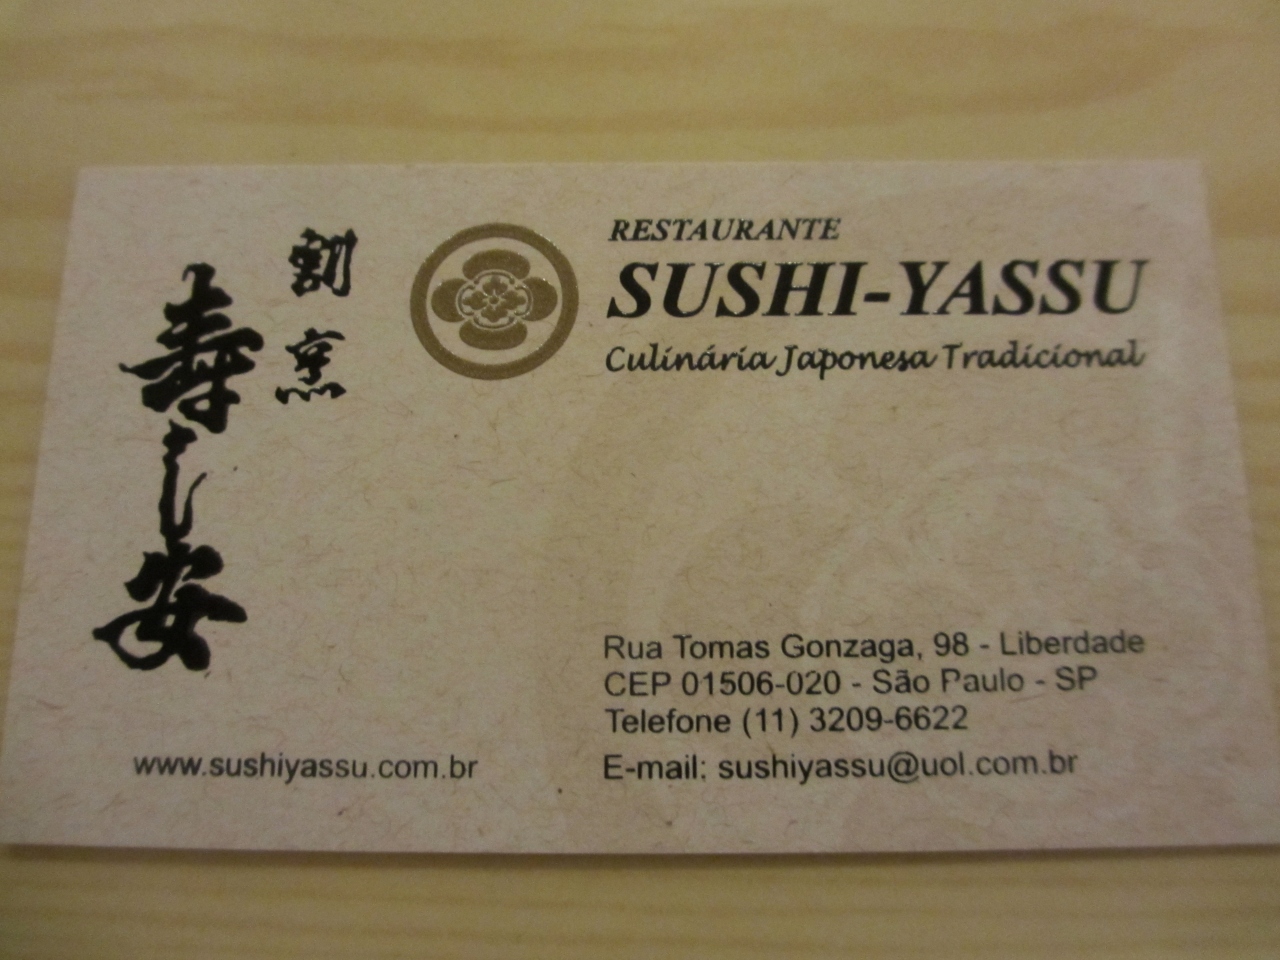 割烹
寿し安
RESTAURANTE
SUSHI-YASSU
Culinária Japonesa Tradicional
Rua Tomas Gonzaga, 98 - Liberdade
CEP 01506-020 - São Paulo - SP
Telefone (11) 3209-6622
www.sushiyassu.com.br
E-mail: sushiyassu@uol.com.br